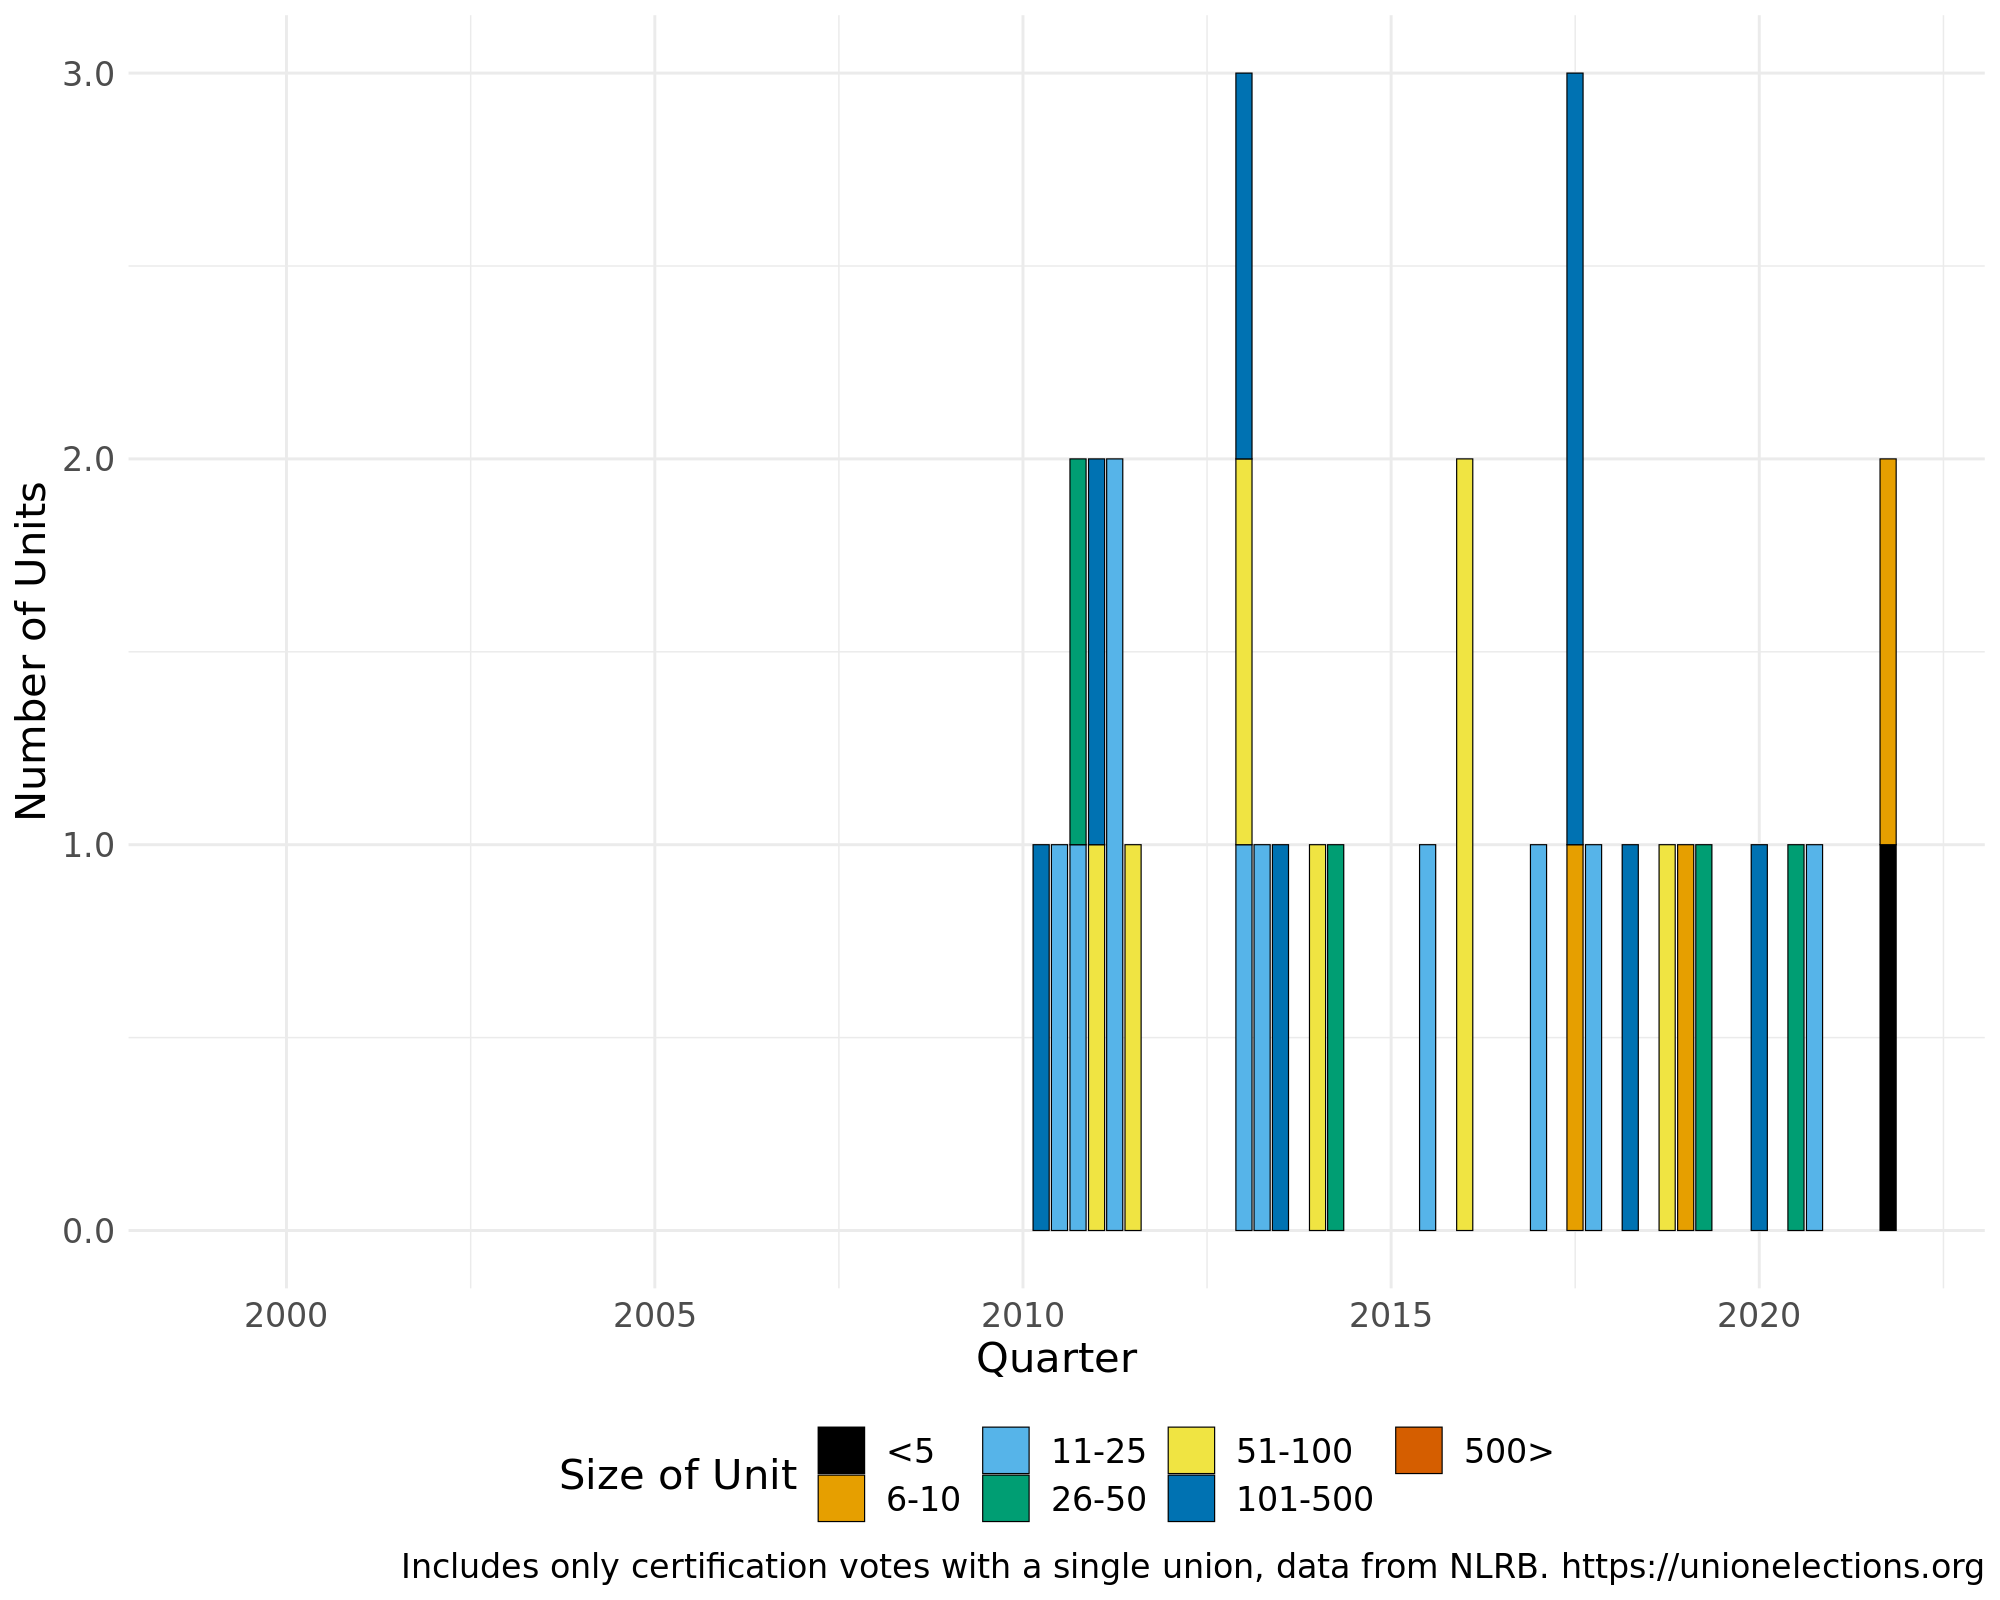 3.0
2.0
1.0
0.0
Number of Units
2000 2005 2010 2015 2020
Quarter
Size of Unit
<5 11-25 51-100 500>
6-10 26-50 101-500
Includes only certification votes with a single union, data from NLRB. https://unionelections.org